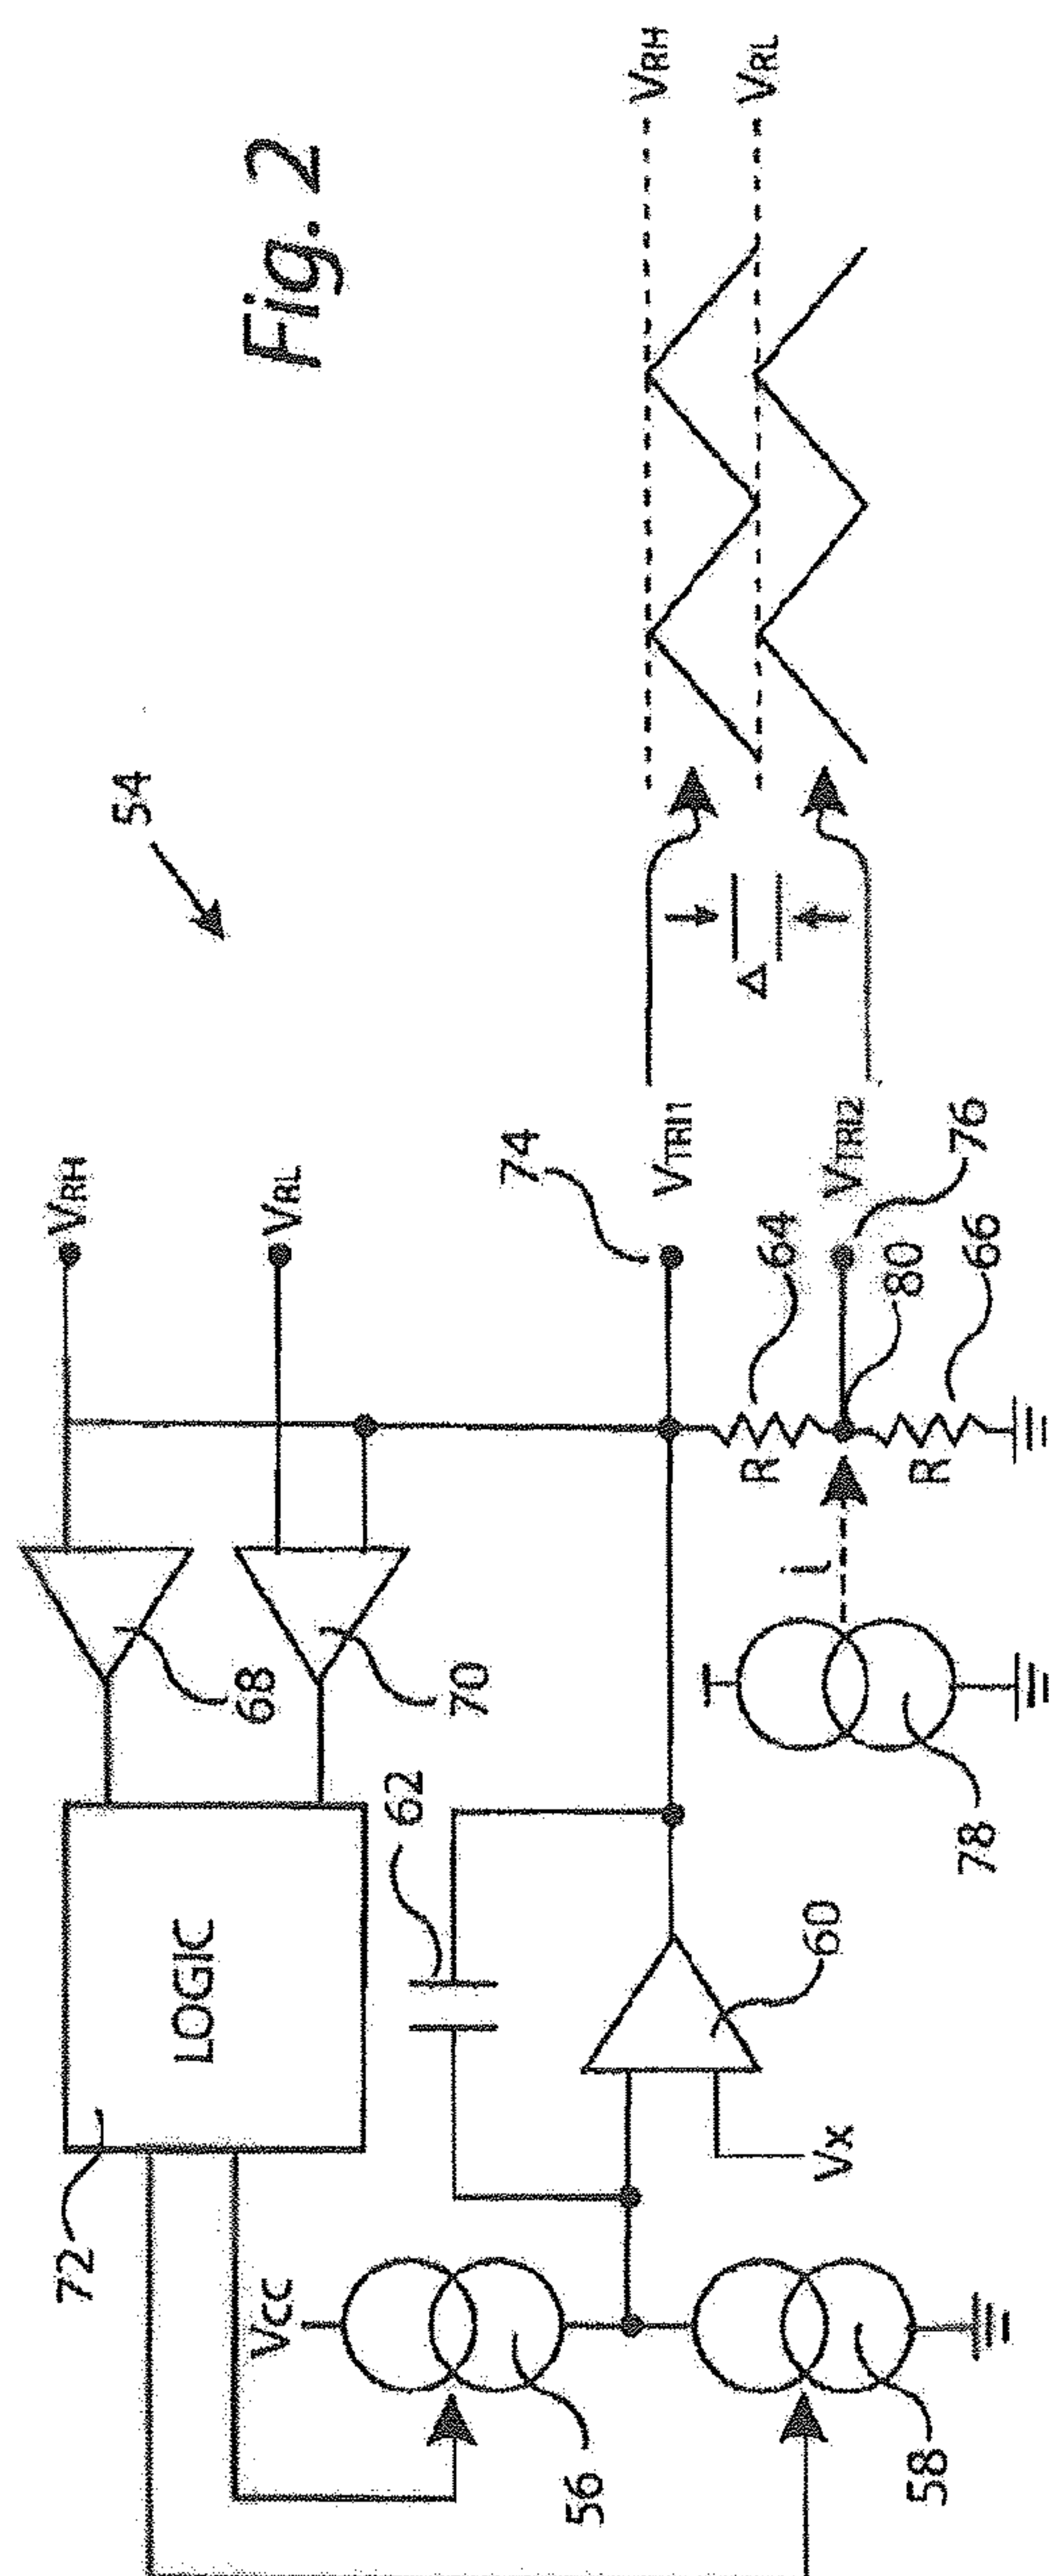 Fig. 2
54
VRH
VRL
72
LOGIC
68
70
VRH
VRL
VCC
56
58
62
60
VX
74
VTRI1
VTRI2
76
64
80
66
R
R
i
78
Δ